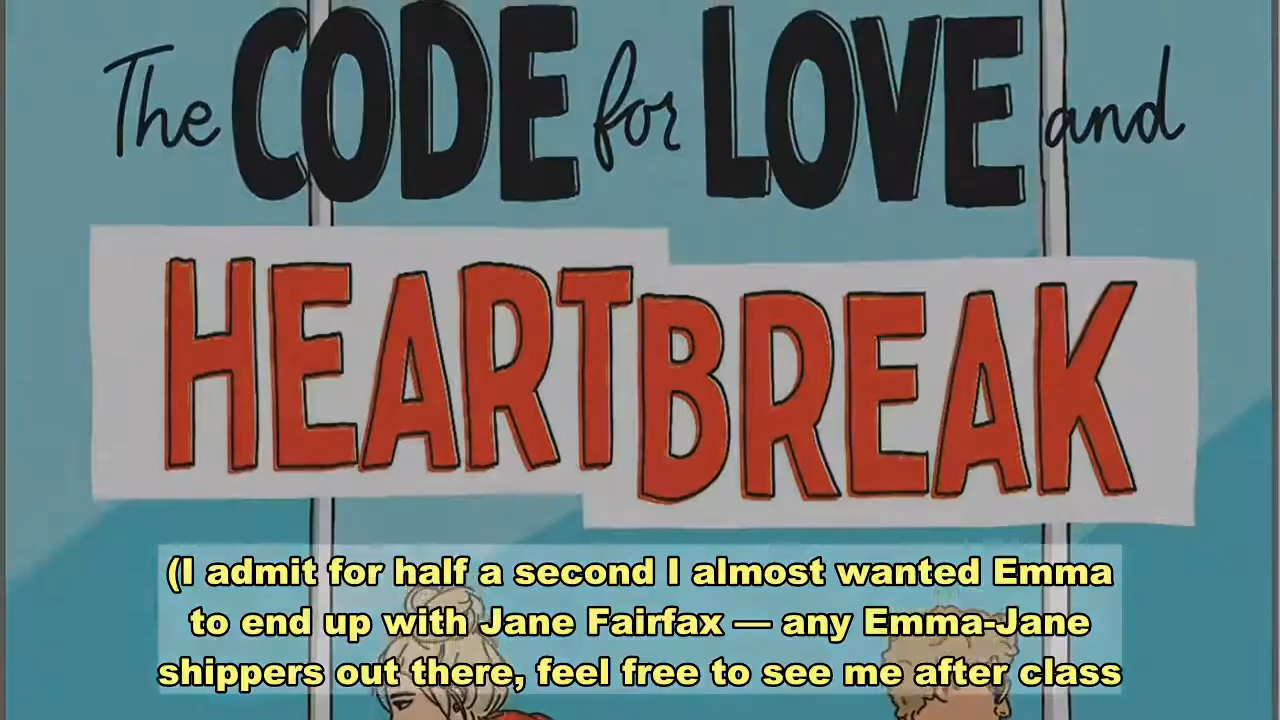 The CODE for LOVE and
HEARTBREAK
(I admit for half a second I almost wanted Emma
to end up with Jane Fairfax — any Emma-Jane
shippers out there, feel free to see me after class